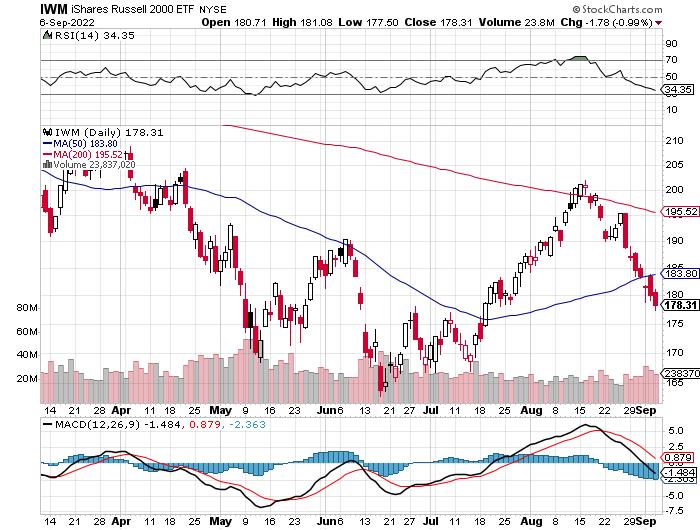 IWM iShares Russell 2000 ETF NYSE © StockCharts.com
6-Sep-2022 Open 180.71 High 181.08 Low 177.50 Close 178.31 Volume 23.8M Chg -1.78 (-0.99%)
RSI(14) 34.35
90
70
50
34.35
30
10
IWM (Daily) 178.31
MA(50) 183.80
MA(200) 195.52
Volume 23,837,020
210
205
200
195.52
190
185
183.80
180
178.31
175
170
238370
165
80M
60M
40M
20M
14 21 28 Apr 11 18 25 May 9 16 23 Jun 6 13 21 27 Jul 11 18 25 Aug 8 15 22 29 Sep
MACD(12,26,9) -1.484, 0.879, -2.363
5.0
2.5
0.879
-1.484
-2.363
-5.0
-7.5
14 21 28 Apr 11 18 25 May 9 16 23 Jun 6 13 21 27 Jul 11 18 25 Aug 8 15 22 29 Sep